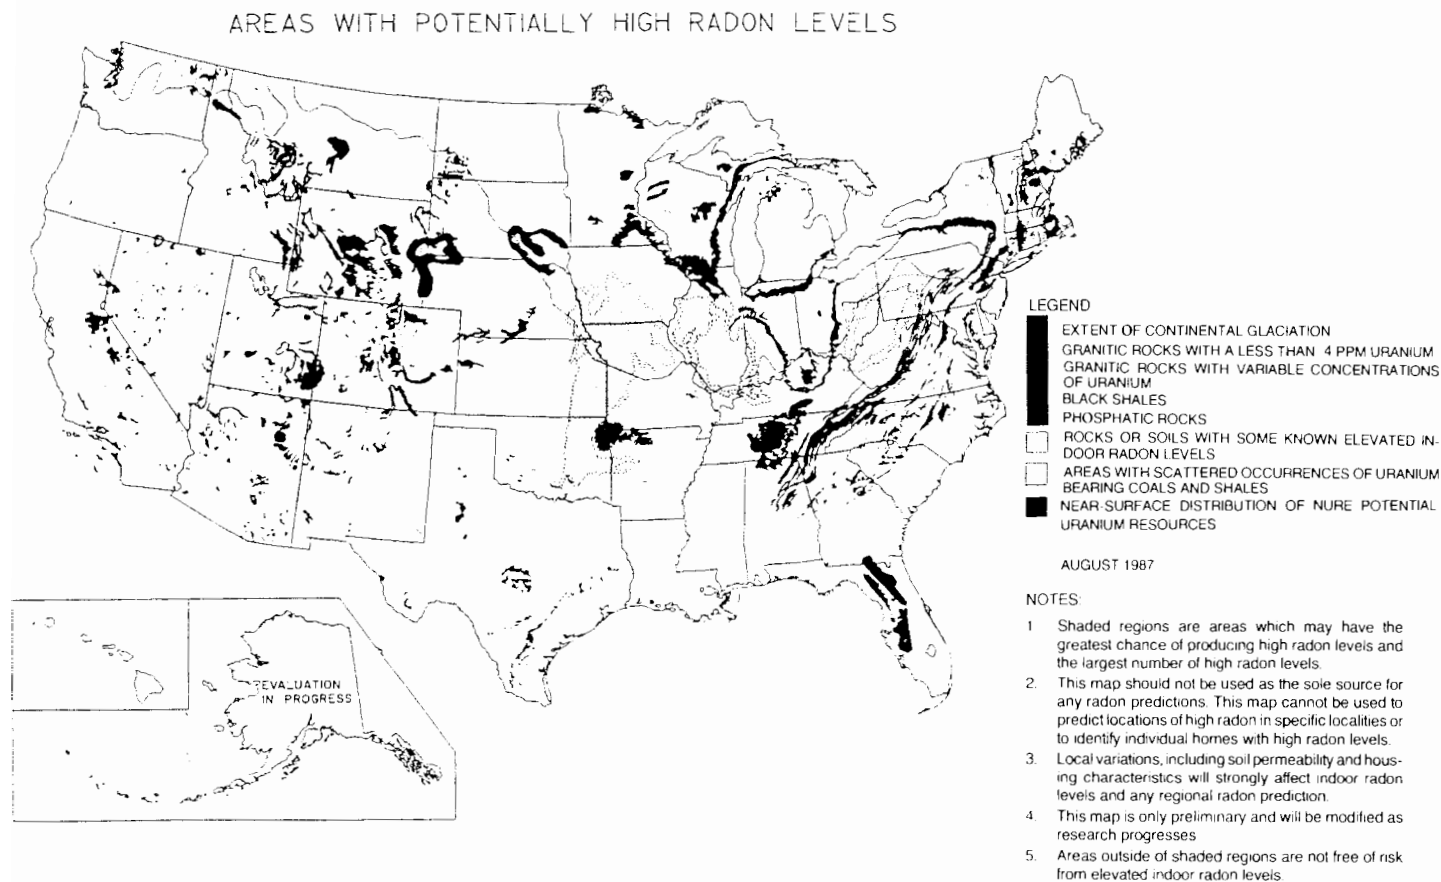 AREAS WITH POTENTIALLY HIGH RADON LEVELS
LEGEND
EXTENT OF CONTINENTAL GLACIATION
GRANITIC ROCKS WITH A LESS THAN 4 PPM URANIUM
GRANITIC ROCKS WITH VARIABLE CONCENTRATIONS
OF URANIUM
BLACK SHALES
PHOSPHATIC ROCKS
ROCKS OR SOILS WITH SOME KNOWN ELEVATED IN-
DOOR RADON LEVELS
AREAS WITH SCATTERED OCCURRENCES OF URANIUM
BEARING COALS AND SHALES
NEAR-SURFACE DISTRIBUTION OF NURE POTENTIAL
URANIUM RESOURCES
AUGUST 1987
NOTES:
1 Shaded regions are areas which may have the
greatest chance of producing high radon levels and
the largest number of high radon levels.
2. This map should not be used as the sole source for
any radon predictions. This map cannot be used to
predict locations of high radon in specific localities or
to identify individual homes with high radon levels.
3. Local variations, including soil permeability and hous-
ing characteristics will strongly affect indoor radon
levels and any regional radon prediction.
4. This map is only preliminary and will be modified as
research progresses
5. Areas outside of shaded regions are not free of risk
from elevated indoor radon levels.
EVALUATION
IN PROGRESS